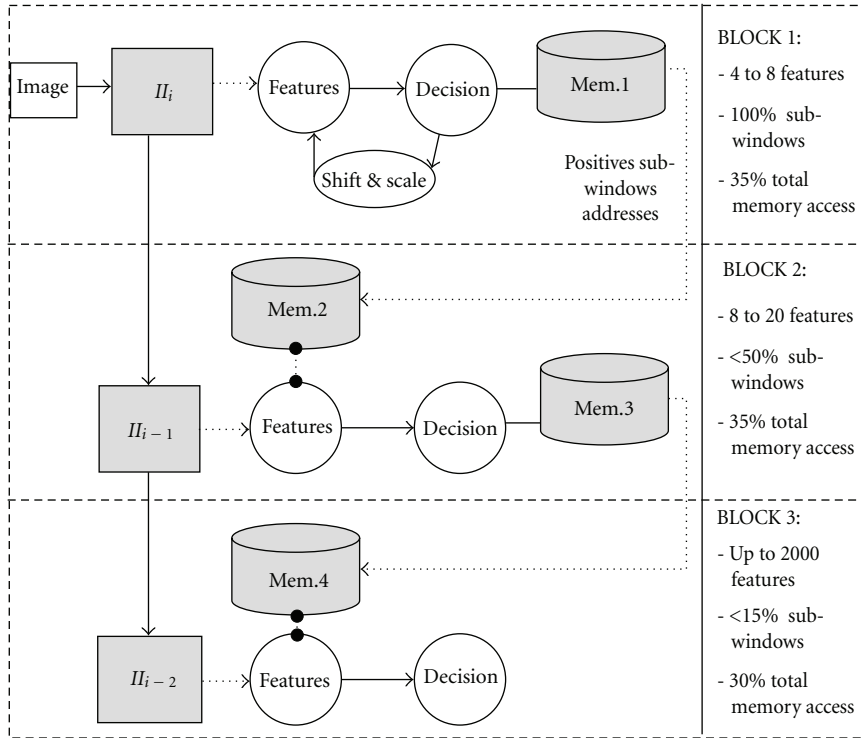 Image
II_i
Features
Decision
Mem.1
Shift & scale
Positives sub-
windows
addresses
BLOCK 1:
- 4 to 8 features
- 100% sub-
windows
- 35% total
memory access
Mem.2
II_{i−1}
Features
Decision
Mem.3
BLOCK 2:
- 8 to 20 features
- <50% sub-
windows
- 35% total
memory access
Mem.4
II_{i−2}
Features
Decision
BLOCK 3:
- Up to 2000
features
- <15% sub-
windows
- 30% total
memory access